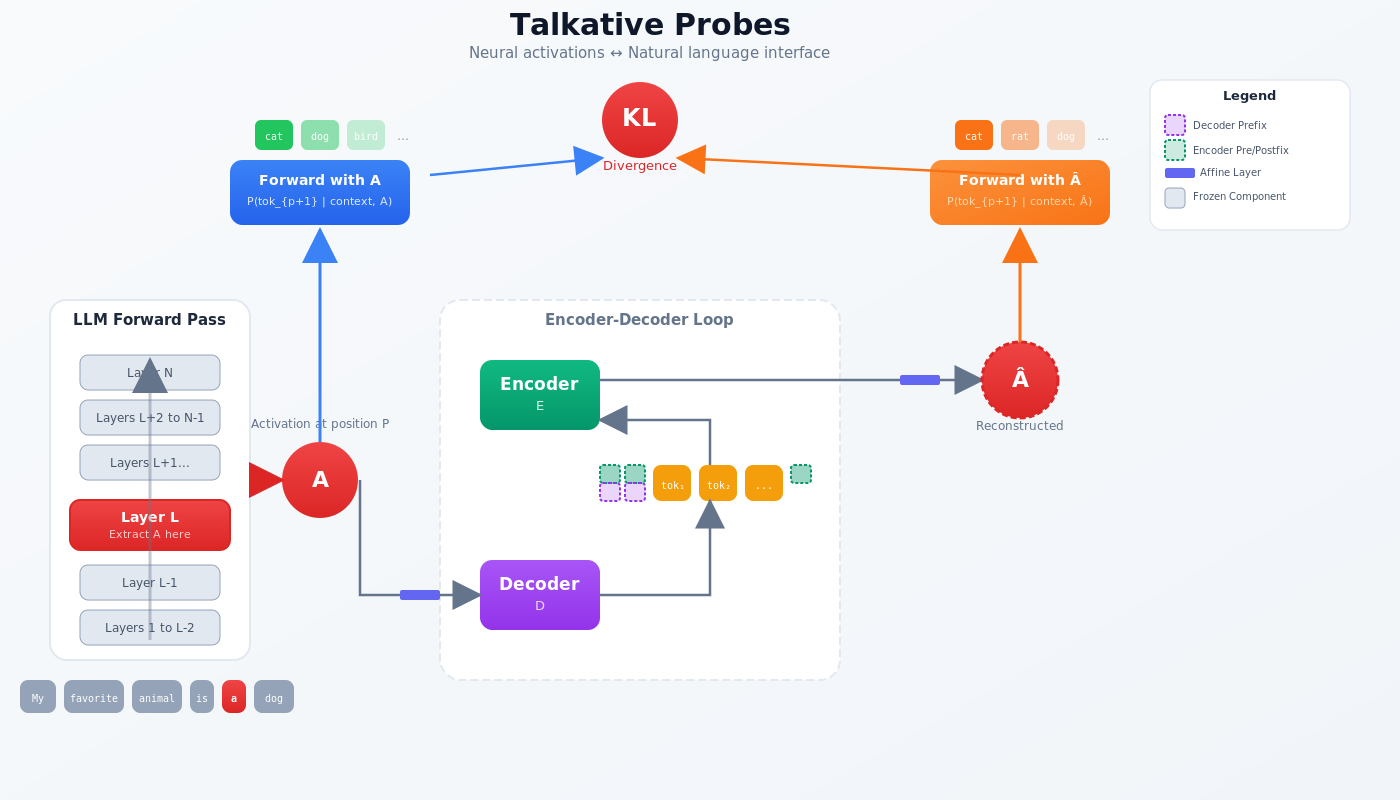 Talkative Probes
Neural activations ↔ Natural language interface
KL
Divergence
cat dog bird ...
Forward with A
P(tok_{p+1} | context, A)
cat rat dog ...
Forward with Â
P(tok_{p+1} | context, Â)
Legend
Decoder Prefix
Encoder Pre/Postfix
Affine Layer
Frozen Component
LLM Forward Pass
Layer N
Layers L+2 to N-1
Layers L+1...
Layer L
Extract A here
Layer L-1
Layers 1 to L-2
Activation at position P
A
Encoder-Decoder Loop
Encoder
E
tok₁ tok₂ ...
Decoder
D
Â
Reconstructed
My favorite animal is a dog